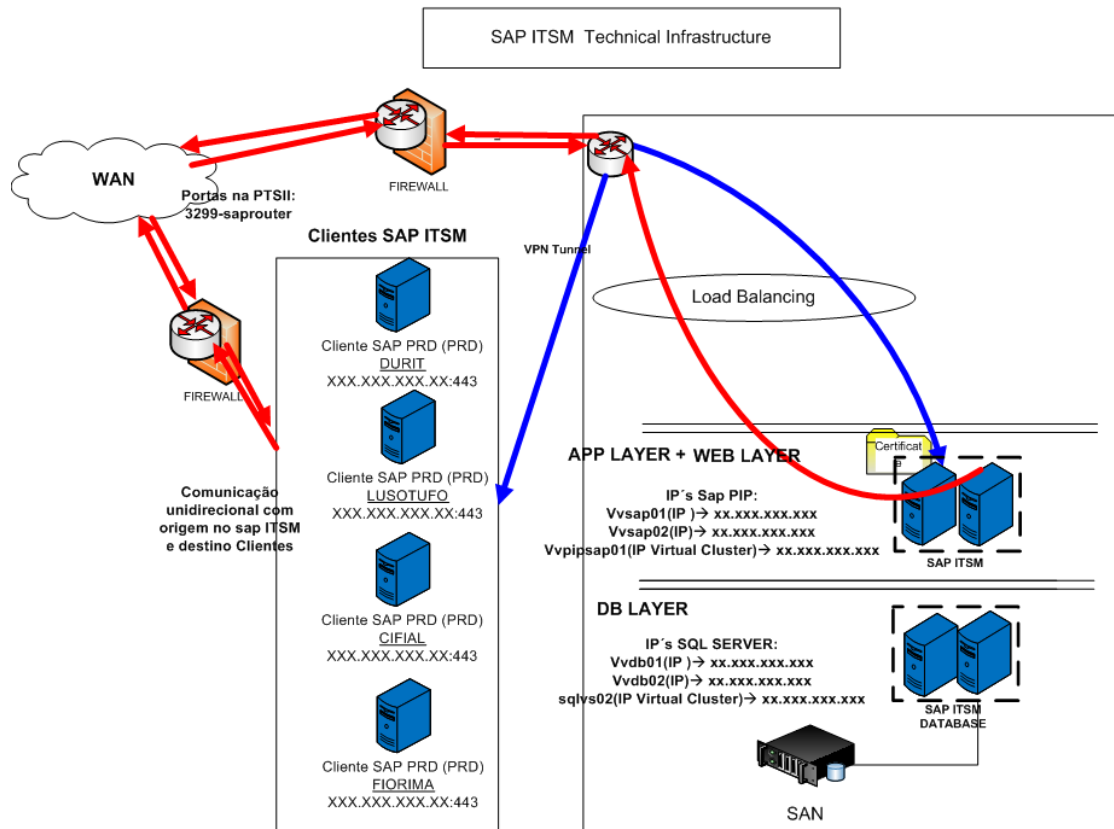 SAP ITSM Technical Infrastructure
WAN
FIREWALL
Portas na PTSII:
3299-saprouter
Clientes SAP ITSM
VPN Tunnel
Load Balancing
FIREWALL
Cliente SAP PRD (PRD)
DURIT
XXX.XXX.XXX.XX:443
Cliente SAP PRD (PRD)
LUSOTUFO
XXX.XXX.XXX.XX:443
Cliente SAP PRD (PRD)
CIFIAL
XXX.XXX.XXX.XX:443
Cliente SAP PRD (PRD)
FIORIMA
XXX.XXX.XXX.XX:443
Comunicação
unidirecional com
origem no sap ITSM
e destino Clientes
Certificat
e
APP LAYER + WEB LAYER
IP´s Sap PIP:
Vvsap01(IP )→ xx.xxx.xxx.xxx
Vvsap02(IP)→ xx.xxx.xxx.xxx
Vvpipsap01(IP Virtual Cluster)→ xx.xxx.xxx.xxx
SAP ITSM
DB LAYER
IP´s SQL SERVER:
Vvdb01(IP )→ xx.xxx.xxx.xxx
Vvdb02(IP)→ xx.xxx.xxx.xxx
sqlvs02(IP Virtual Cluster)→ xx.xxx.xxx.xxx
SAP ITSM
DATABASE
SAN